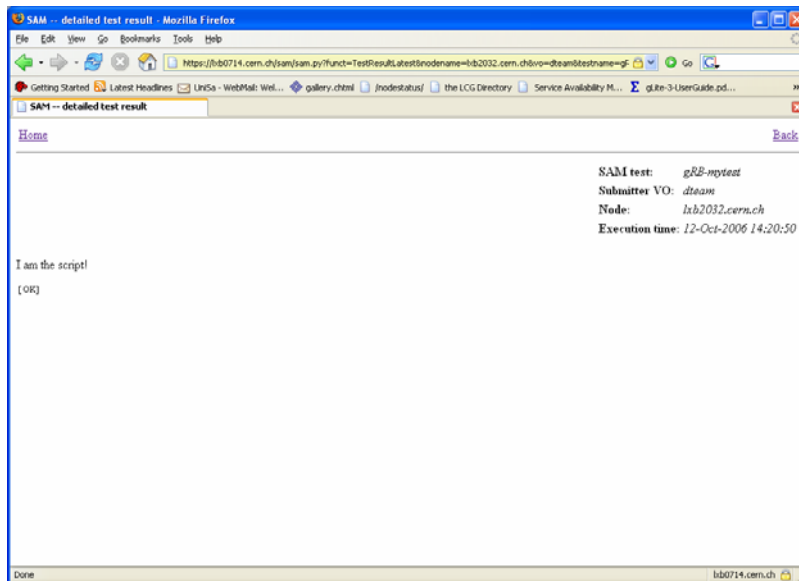 SAM -- detailed test result - Mozilla Firefox
File Edit View Go Bookmarks Tools Help
https://lxb0714.cern.ch/sam/sam.py?funct=TestResultLatest&nodename=lxb2032.cern.ch&vo=dteam&testname=gR Go
Getting Started Latest Headlines UniSa - WebMail: Wel... gallery.chtml /nodestatus/ the LCG Directory Service Availability M... gLite-3-UserGuide.pd...
SAM -- detailed test result
Home Back
SAM test: gRB-mytest
Submitter VO: dteam
Node: lxb2032.cern.ch
Execution time: 12-Oct-2006 14:20:50
I am the script!
[OK]
Done lxb0714.cern.ch